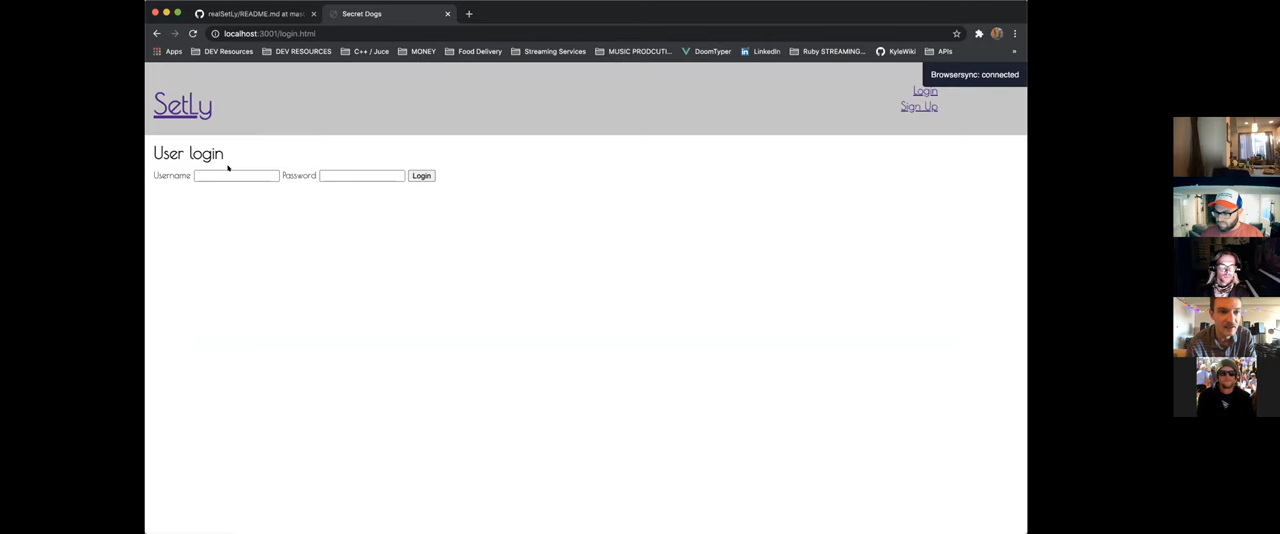 realSetLy/README.md at mast
Secret Dogs
localhost:3001/login.html
Apps
DEV Resources
DEV RESOURCES
C++ / Juce
MONEY
Food Delivery
Streaming Services
MUSIC PRODCUTI...
DoomTyper
LinkedIn
Ruby STREAMING...
KyleWiki
APIs
»
Browsersync: connected
SetLy
Login
Sign Up
User login
Username
Password
Login